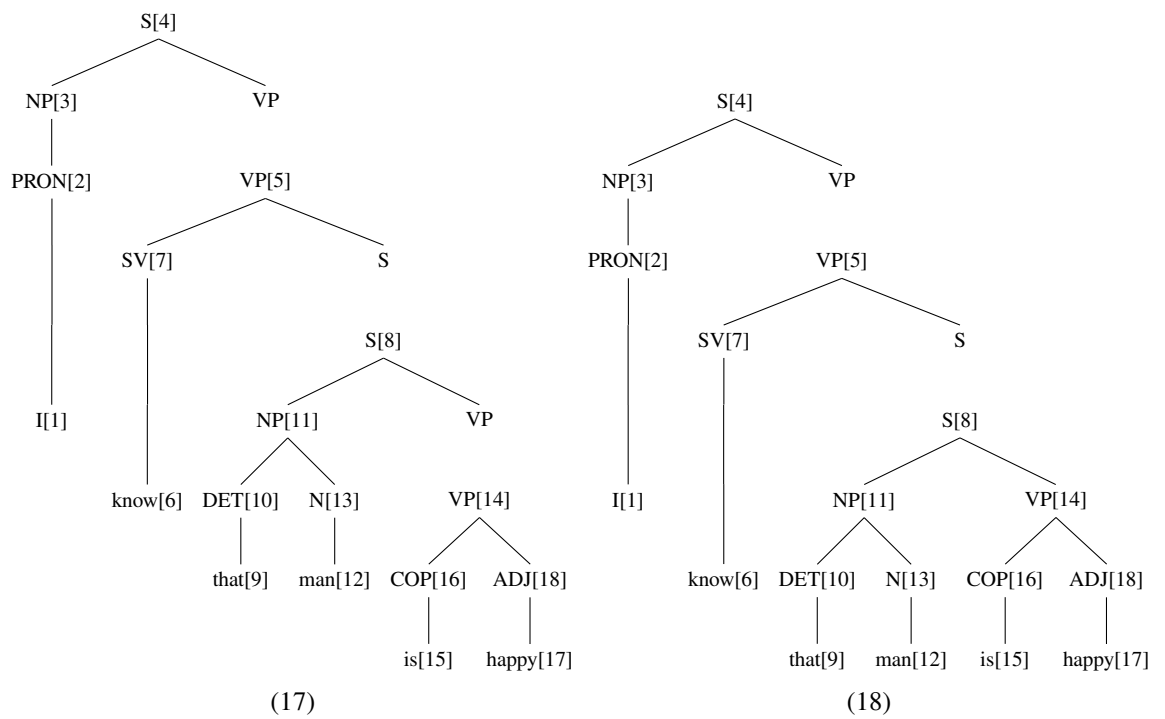 S[4]
NP[3] VP S[4]
PRON[2] VP[5] NP[3] VP
SV[7] S PRON[2] VP[5]
S[8] SV[7] S
I[1] NP[11] VP S[8]
know[6] DET[10] N[13] VP[14] I[1] NP[11] VP[14]
that[9] man[12] COP[16] ADJ[18] know[6] DET[10] N[13] COP[16] ADJ[18]
is[15] happy[17] that[9] man[12] is[15] happy[17]
(17) (18)